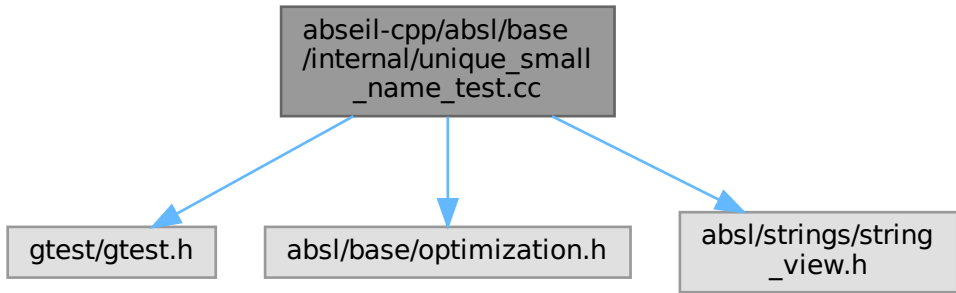 abseil-cpp/absl/base
/internal/unique_small
_name_test.cc
gtest/gtest.h
absl/base/optimization.h
absl/strings/string
_view.h